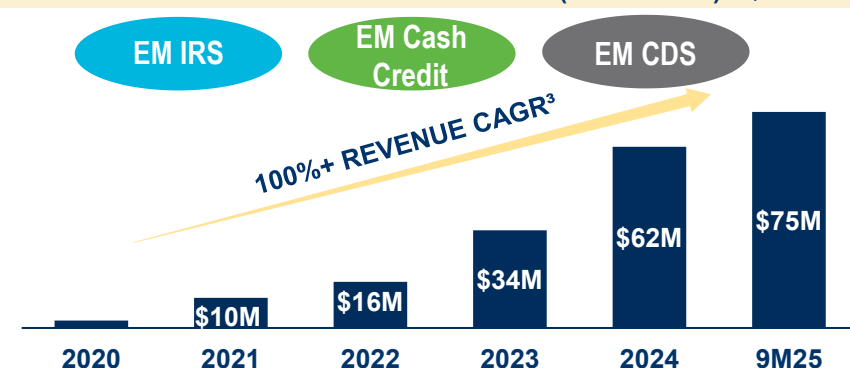 EM IRS
EM Cash
Credit
EM CDS
100%+ REVENUE CAGR³
$10M
$16M
$34M
$62M
$75M
2020 2021 2022 2023 2024 9M25